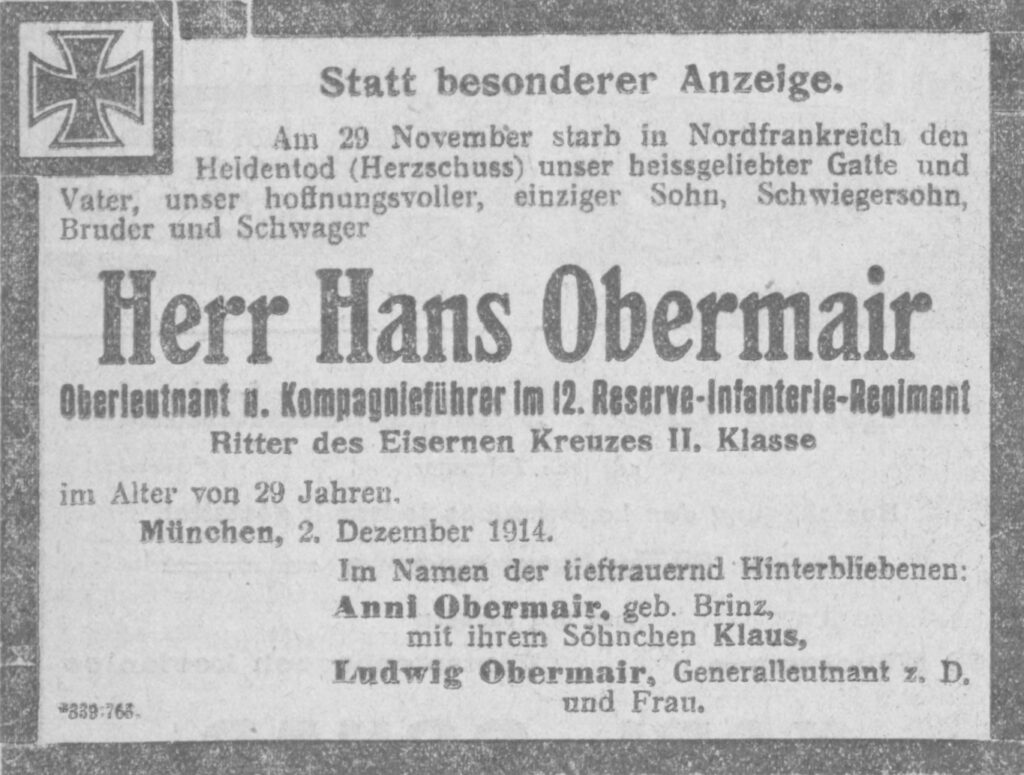 Statt besonderer Anzeige.
Am 29 November starb in Nordfrankreich den
Heldentod (Herzschuss) unser heissgeliebter Gatte und
Vater, unser hoffnungsvoller, einziger Sohn, Schwiegersohn,
Bruder und Schwager
Herr Hans Obermair
Oberleutnant u. Kompagnieführer im 12. Reserve-Infanterie-Regiment
Ritter des Eisernen Kreuzes II. Klasse
im Alter von 29 Jahren.
München, 2. Dezember 1914.
Im Namen der tieftrauernd Hinterbliebenen:
Anni Obermair, geb. Brinz,
mit ihrem Söhnchen Klaus,
Ludwig Obermair, Generalleutnant z. D.
und Frau.
*339:763.